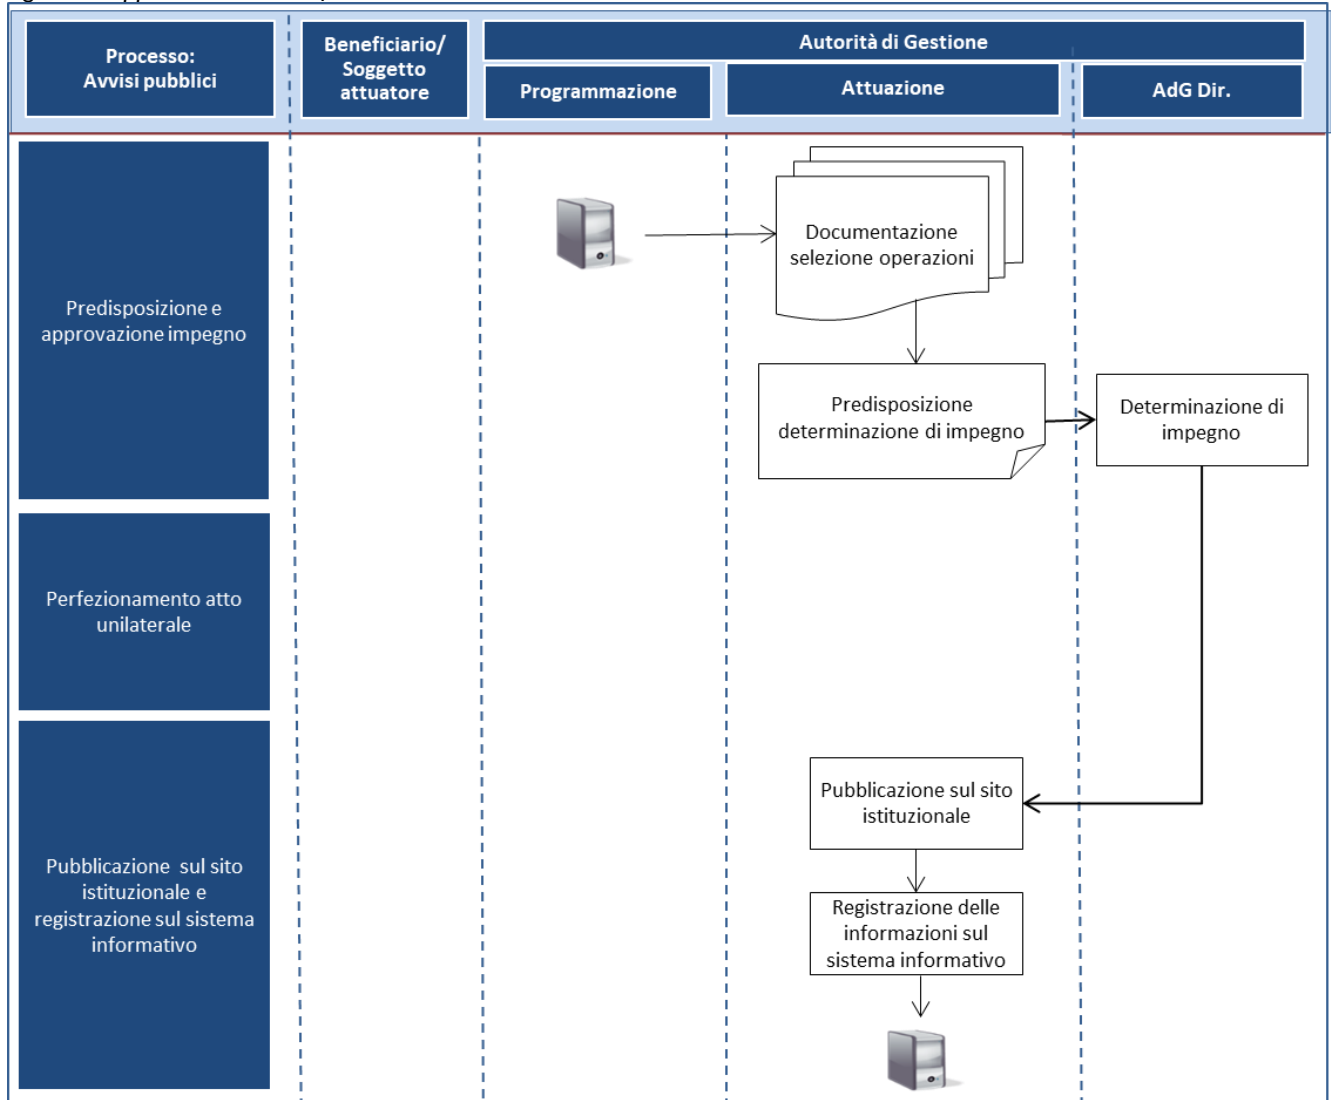 Processo:
Avvisi pubblici
Beneficiario/
Soggetto
attuatore
Autorità di Gestione
Programmazione
Attuazione
AdG Dir.
Predisposizione e
approvazione impegno
Documentazione
selezione operazioni
Predisposizione
determinazione di impegno
Determinazione di
impegno
Perfezionamento atto
unilaterale
Pubblicazione sul sito
istituzionale e
registrazione sul sistema
informativo
Pubblicazione sul sito
istituzionale
Registrazione delle
informazioni sul
sistema informativo